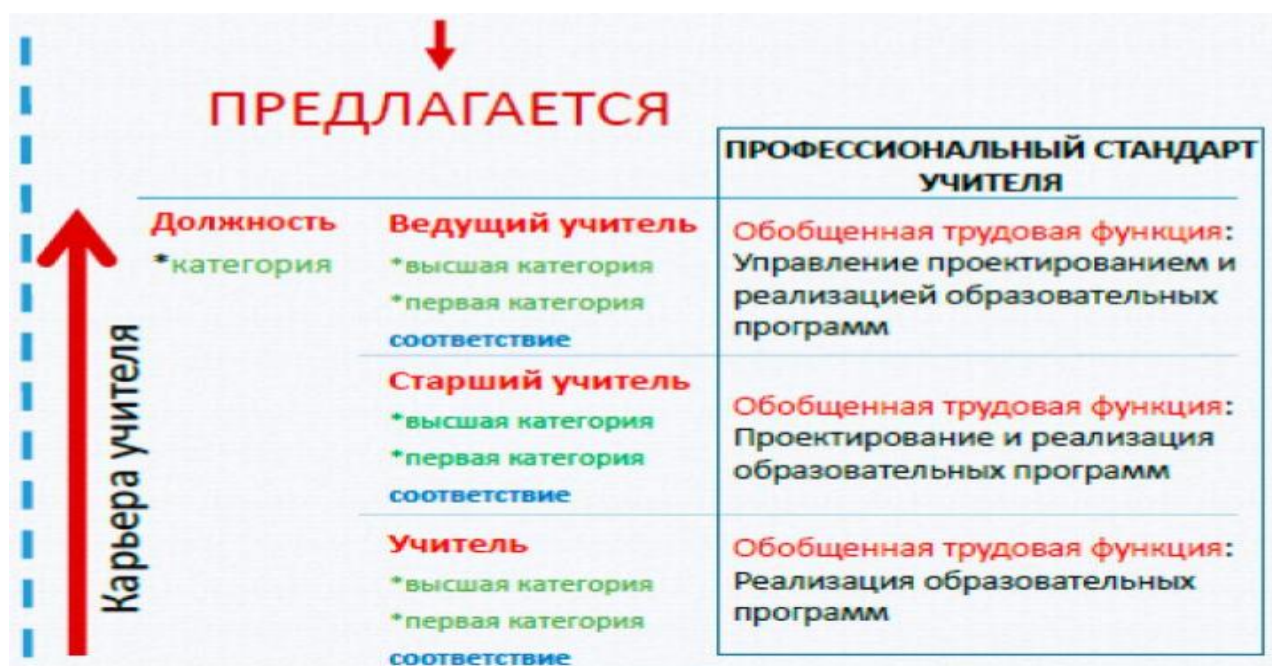 ПРЕДЛАГАЕТСЯ
ПРОФЕССИОНАЛЬНЫЙ СТАНДАРТ
УЧИТЕЛЯ
Карьера учителя
Должность
*категория
Ведущий учитель
*высшая категория
*первая категория
соответствие
Обобщенная трудовая функция:
Управление проектированием и
реализацией образовательных
программ
Старший учитель
*высшая категория
*первая категория
соответствие
Обобщенная трудовая функция:
Проектирование и реализация
образовательных программ
Учитель
*высшая категория
*первая категория
соответствие
Обобщенная трудовая функция:
Реализация образовательных
программ